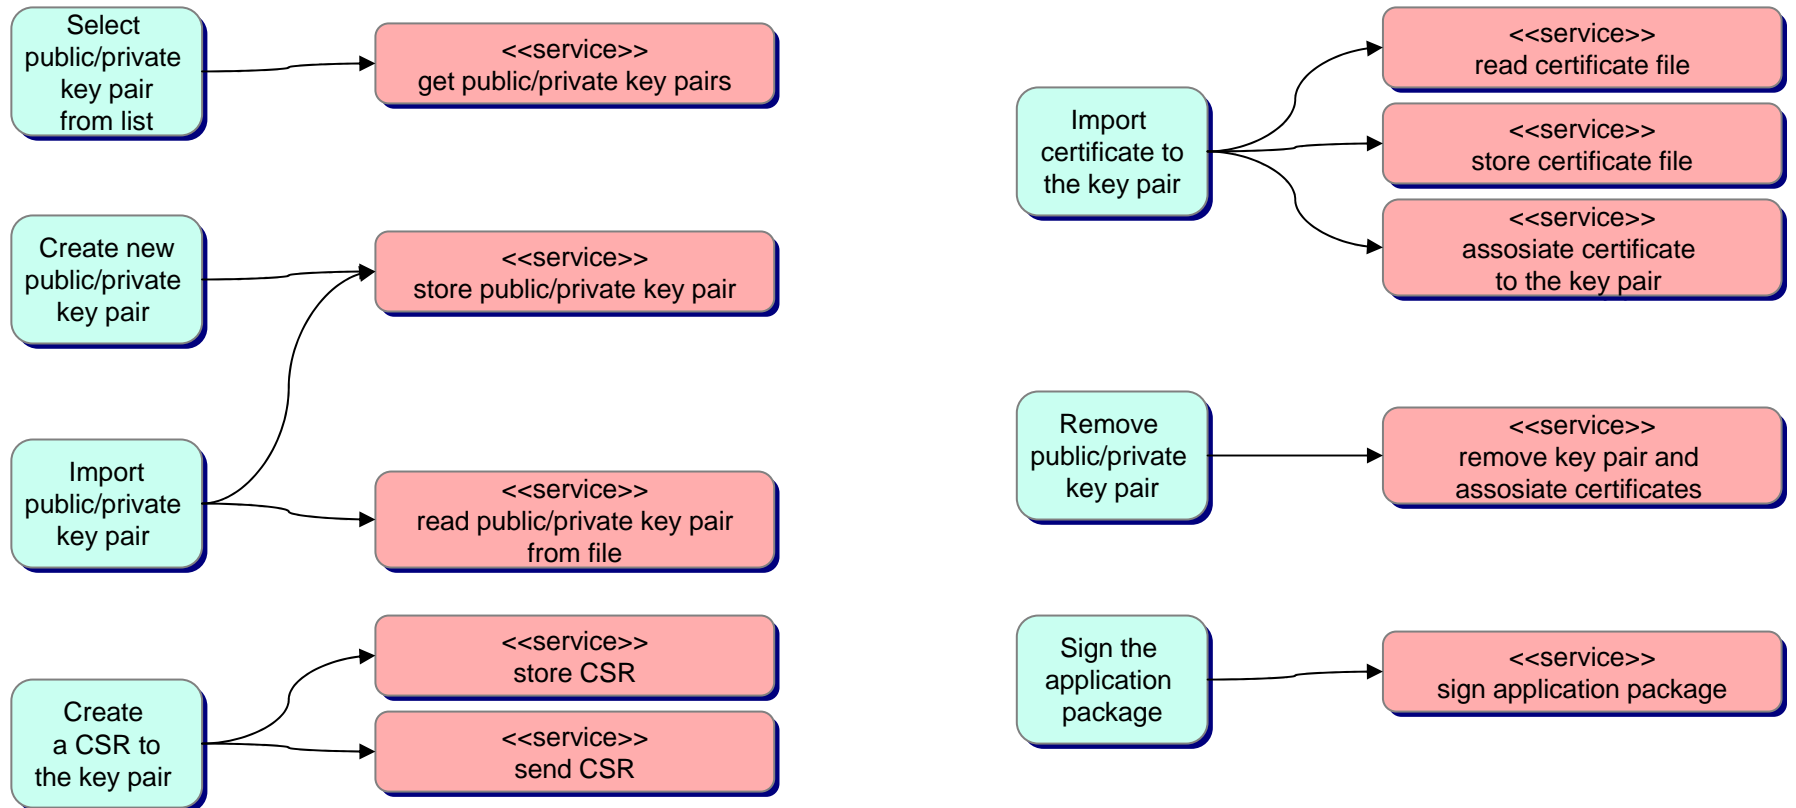 Select
public/private
key pair
from list
<<service>>
get public/private key pairs
Create new
public/private
key pair
<<service>>
store public/private key pair
Import
public/private
key pair
<<service>>
read public/private key pair
from file
Create
a CSR to
the key pair
<<service>>
store CSR
<<service>>
send CSR
Import
certificate to
the key pair
<<service>>
read certificate file
<<service>>
store certificate file
<<service>>
assosiate certificate
to the key pair
Remove
public/private
key pair
<<service>>
remove key pair and
assosiate certificates
Sign the
application
package
<<service>>
sign application package